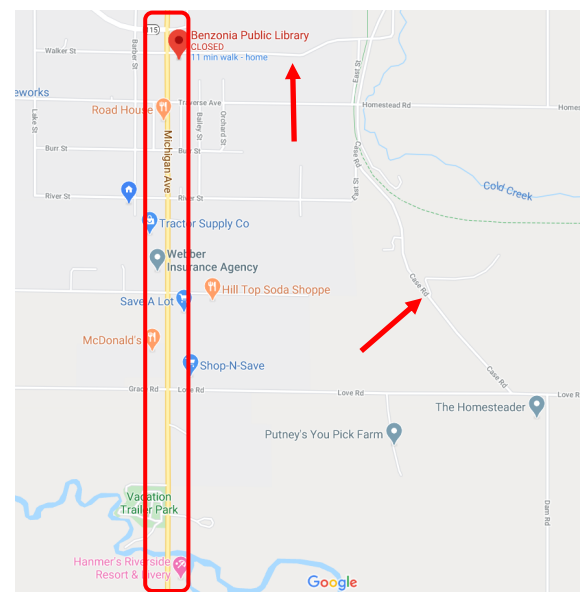 115
Benzonia Public Library
CLOSED
11 min walk - home
Walker St
Barber St
East St
eworks
Road House
Traverse Ave
Homestead Rd
Homes
Lake St
Michigan Ave
Bailey St
Orchard St
Burr St
Burr St
Case Rd
East St
Cold Creek
River St
River St
Tractor Supply Co
Webber
Insurance Agency
Hill Top Soda Shoppe
Case Rd
Save A Lot
McDonald's
Shop-N-Save
Case Rd
Grace Rd
Love Rd
Love Rd
Love R
The Homesteader
Putney's You Pick Farm
Vacation
Trailer Park
Dam Rd
Hanmer's Riverside
Resort & Livery
Google